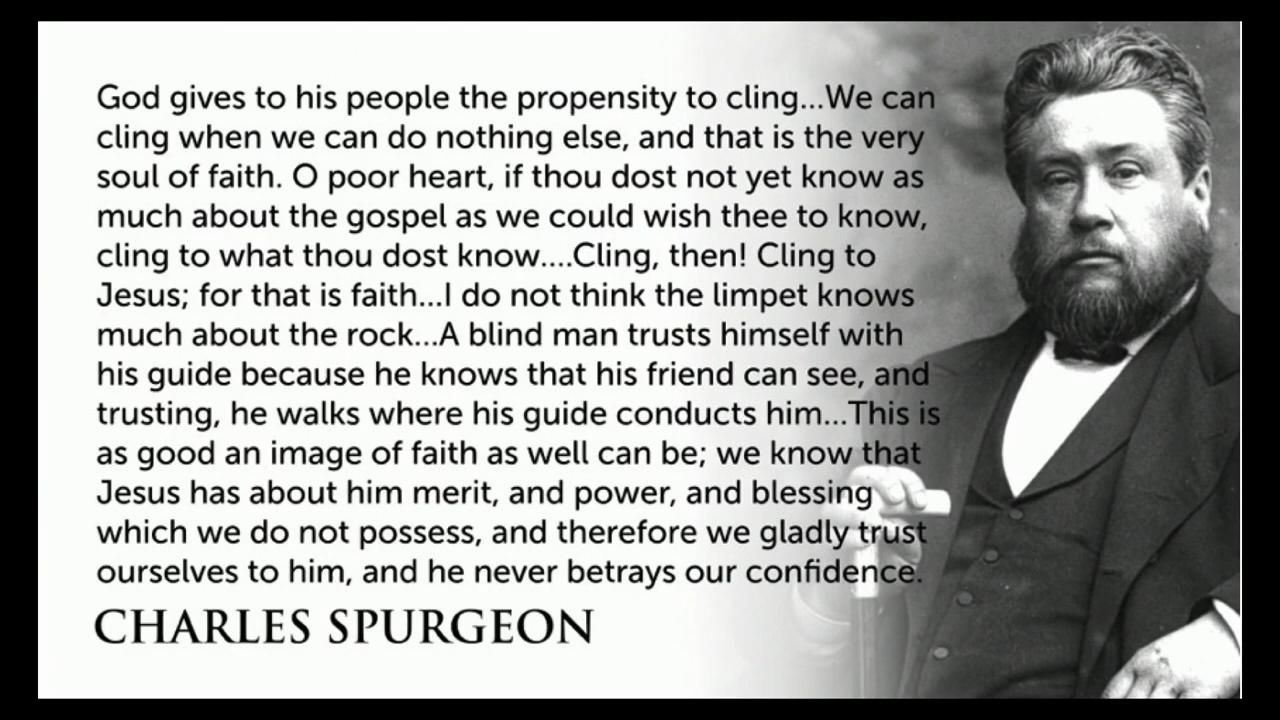 God gives to his people the propensity to cling...We can
cling when we can do nothing else, and that is the very
soul of faith. O poor heart, if thou dost not yet know as
much about the gospel as we could wish thee to know,
cling to what thou dost know....Cling, then! Cling to
Jesus; for that is faith...I do not think the limpet knows
much about the rock...A blind man trusts himself with
his guide because he knows that his friend can see, and
trusting, he walks where his guide conducts him...This is
as good an image of faith as well can be; we know that
Jesus has about him merit, and power, and blessing
which we do not possess, and therefore we gladly trust
ourselves to him, and he never betrays our confidence.
CHARLES SPURGEON